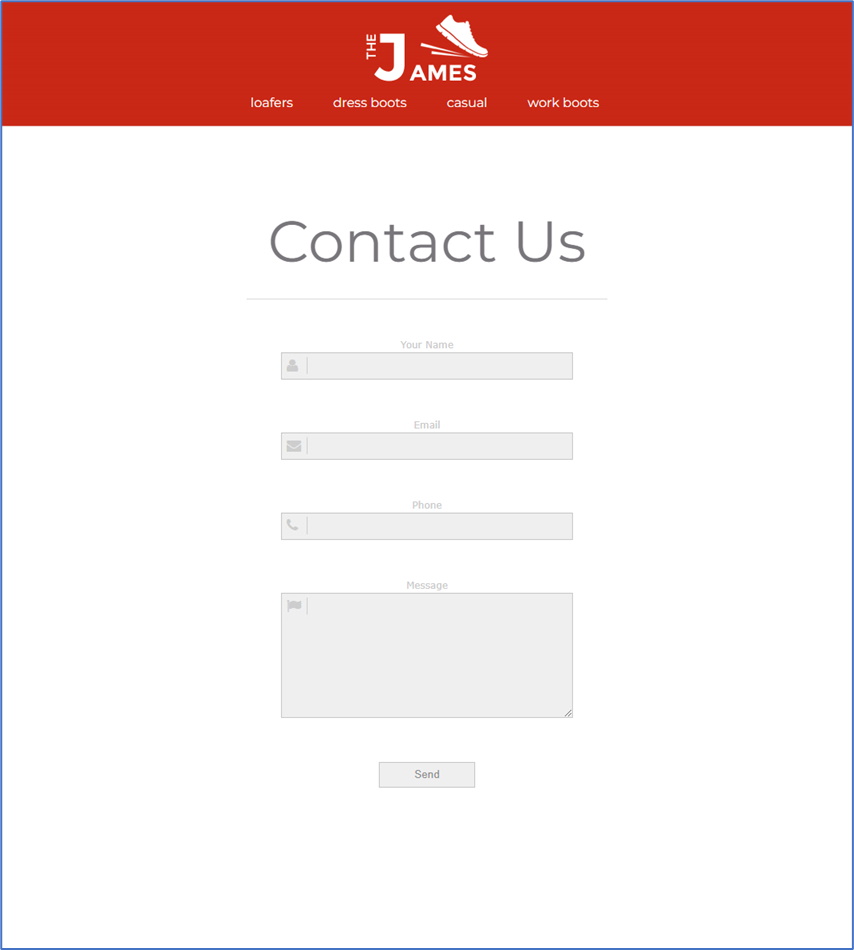 THE JAMES
loafers dress boots casual work boots
Contact Us
Your Name
Email
Phone
Message
Send